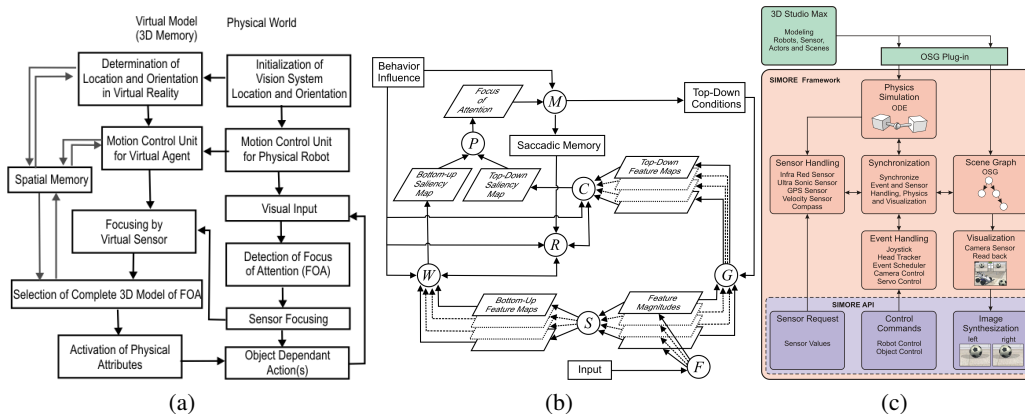 Virtual Model
(3D Memory)
Physical World
Determination of
Location and Orientation
in Virtual Reality
Initialization of
Vision System
Location and Orientation
Motion Control Unit
for Virtual Agent
Motion Control Unit
for Physical Robot
Spatial Memory
Visual Input
Focusing by
Virtual Sensor
Detection of Focus
of Attention (FOA)
Selection of Complete 3D Model of FOA
Sensor Focusing
Activation of Physical
Attributes
Object Dependant
Action(s)
(a)
Behavior
Influence
Focus
of
Attention
M
Top-Down
Conditions
P
Saccadic Memory
Bottom-up
Saliency
Map
Top-Down
Saliency
Map
C
Top-Down
Feature Maps
R
W
G
Bottom-Up
Feature Maps
S
Feature
Magnitudes
Input
F
(b)
3D Studio Max
Modeling
Robots, Sensor,
Actors and Scenes
OSG Plug-in
SIMORE Framework
Physics
Simulation
ODE
Sensor Handling
Infra Red Sensor
Ultra Sonic Sensor
GPS Sensor
Velocity Sensor
Compass
Synchronization
Synchronize
Event and Sensor
Handling, Physics
and Visualization
Scene Graph
OSG
Event Handling
Joystick
Head Tracker
Event Scheduler
Camera Control
Servo Control
Visualization
Camera Sensor
Read back
SIMORE API
Sensor Request
Sensor Values
Control
Commands
Robot Control
Object Control
Image
Synthesization
left
right
(c)